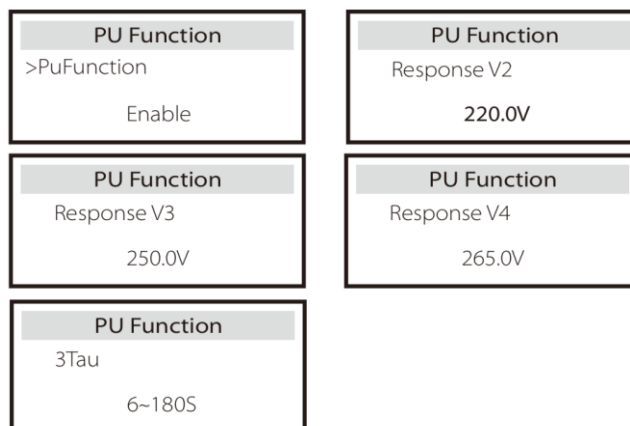 PU Function
>PuFunction
Enable
PU Function
Response V2
220.0V
PU Function
Response V3
250.0V
PU Function
Response V4
265.0V
PU Function
3Tau
6~180S